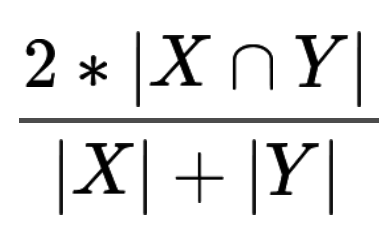 2 * |X ∩ Y|
|X| + |Y|